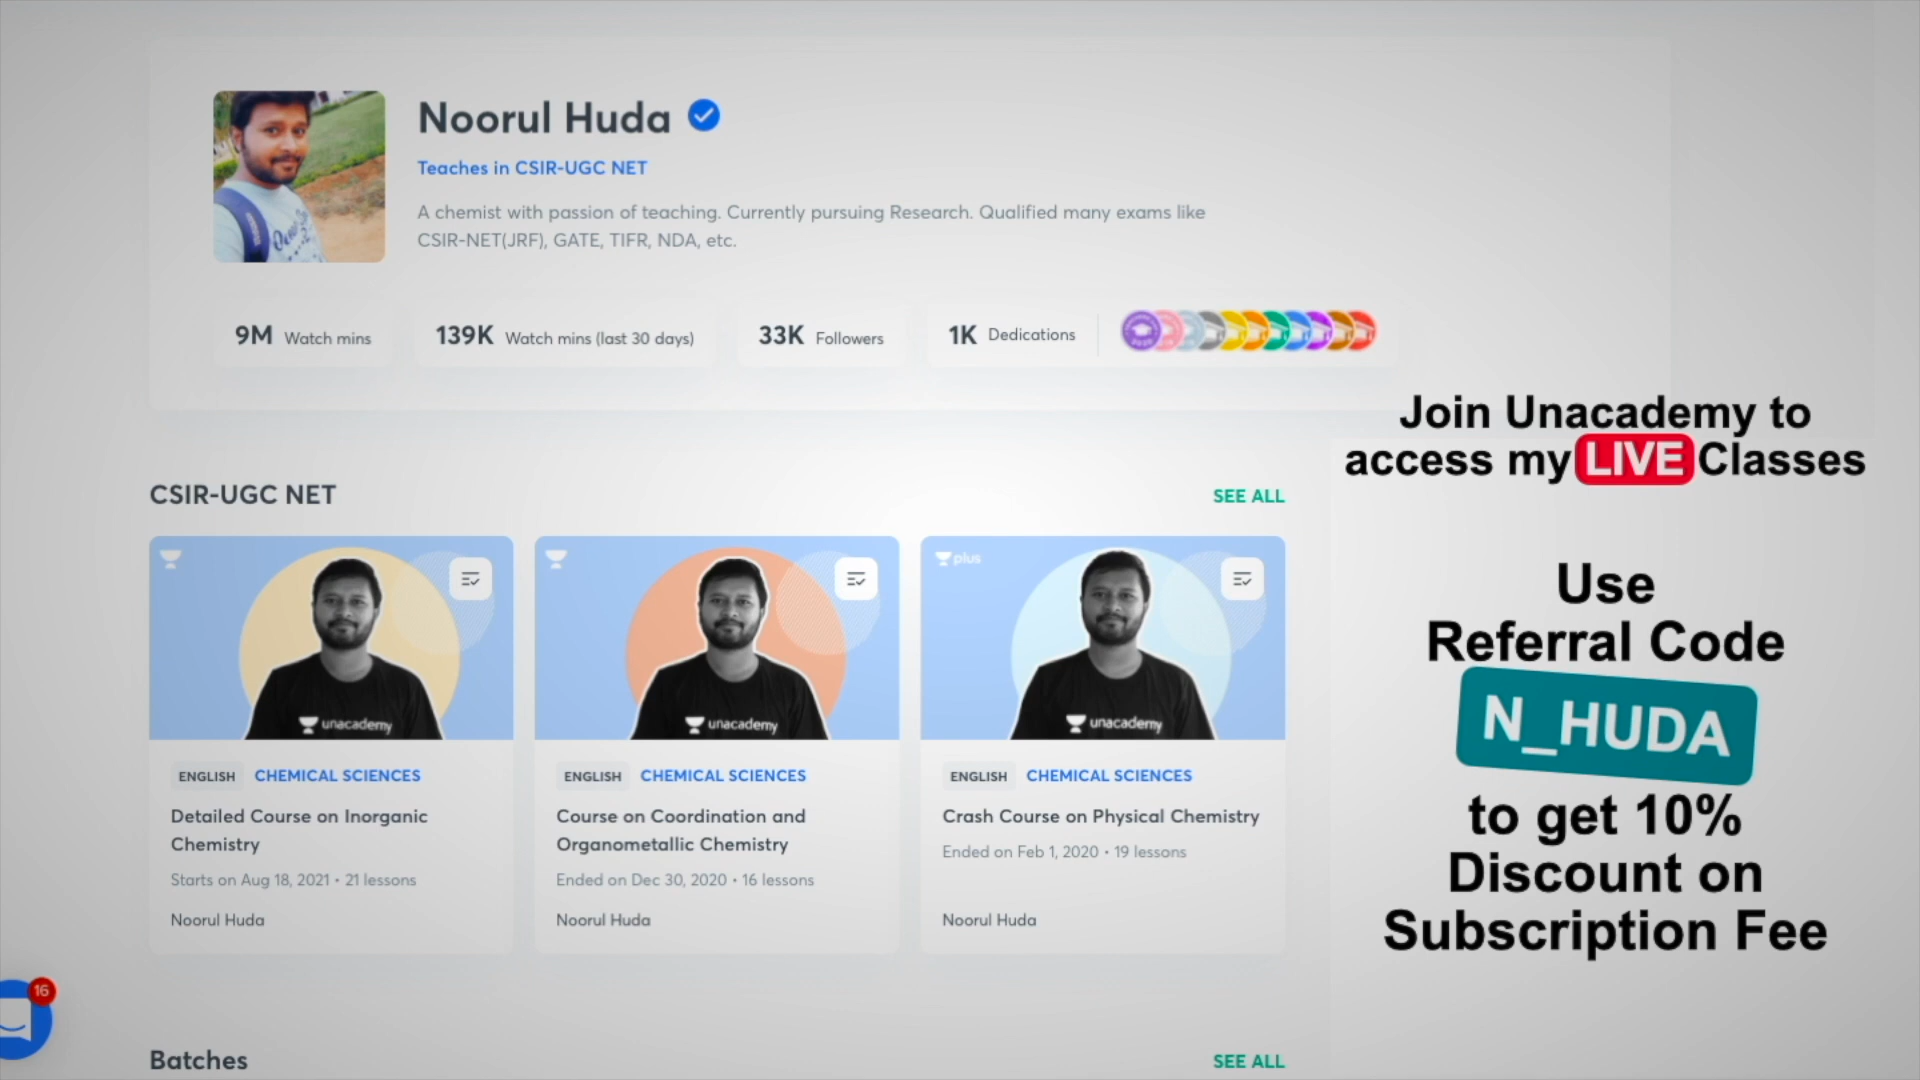 Noorul Huda
Teaches in CSIR-UGC NET
A chemist with passion of teaching. Currently pursuing Research. Qualified many exams like
CSIR-NET(JRF), GATE, TIFR, NDA, etc.
9M Watch mins
139K Watch mins (last 30 days)
33K Followers
1K Dedications
Join Unacademy to
access my LIVE Classes
Use
Referral Code
N_HUDA
to get 10%
Discount on
Subscription Fee
CSIR-UGC NET
SEE ALL
unacademy
ENGLISH CHEMICAL SCIENCES
Detailed Course on Inorganic
Chemistry
Starts on Aug 18, 2021 • 21 lessons
Noorul Huda
unacademy
ENGLISH CHEMICAL SCIENCES
Course on Coordination and
Organometallic Chemistry
Ended on Dec 30, 2020 • 16 lessons
Noorul Huda
plus
unacademy
ENGLISH CHEMICAL SCIENCES
Crash Course on Physical Chemistry
Ended on Feb 1, 2020 • 19 lessons
Noorul Huda
16
Batches
SEE ALL